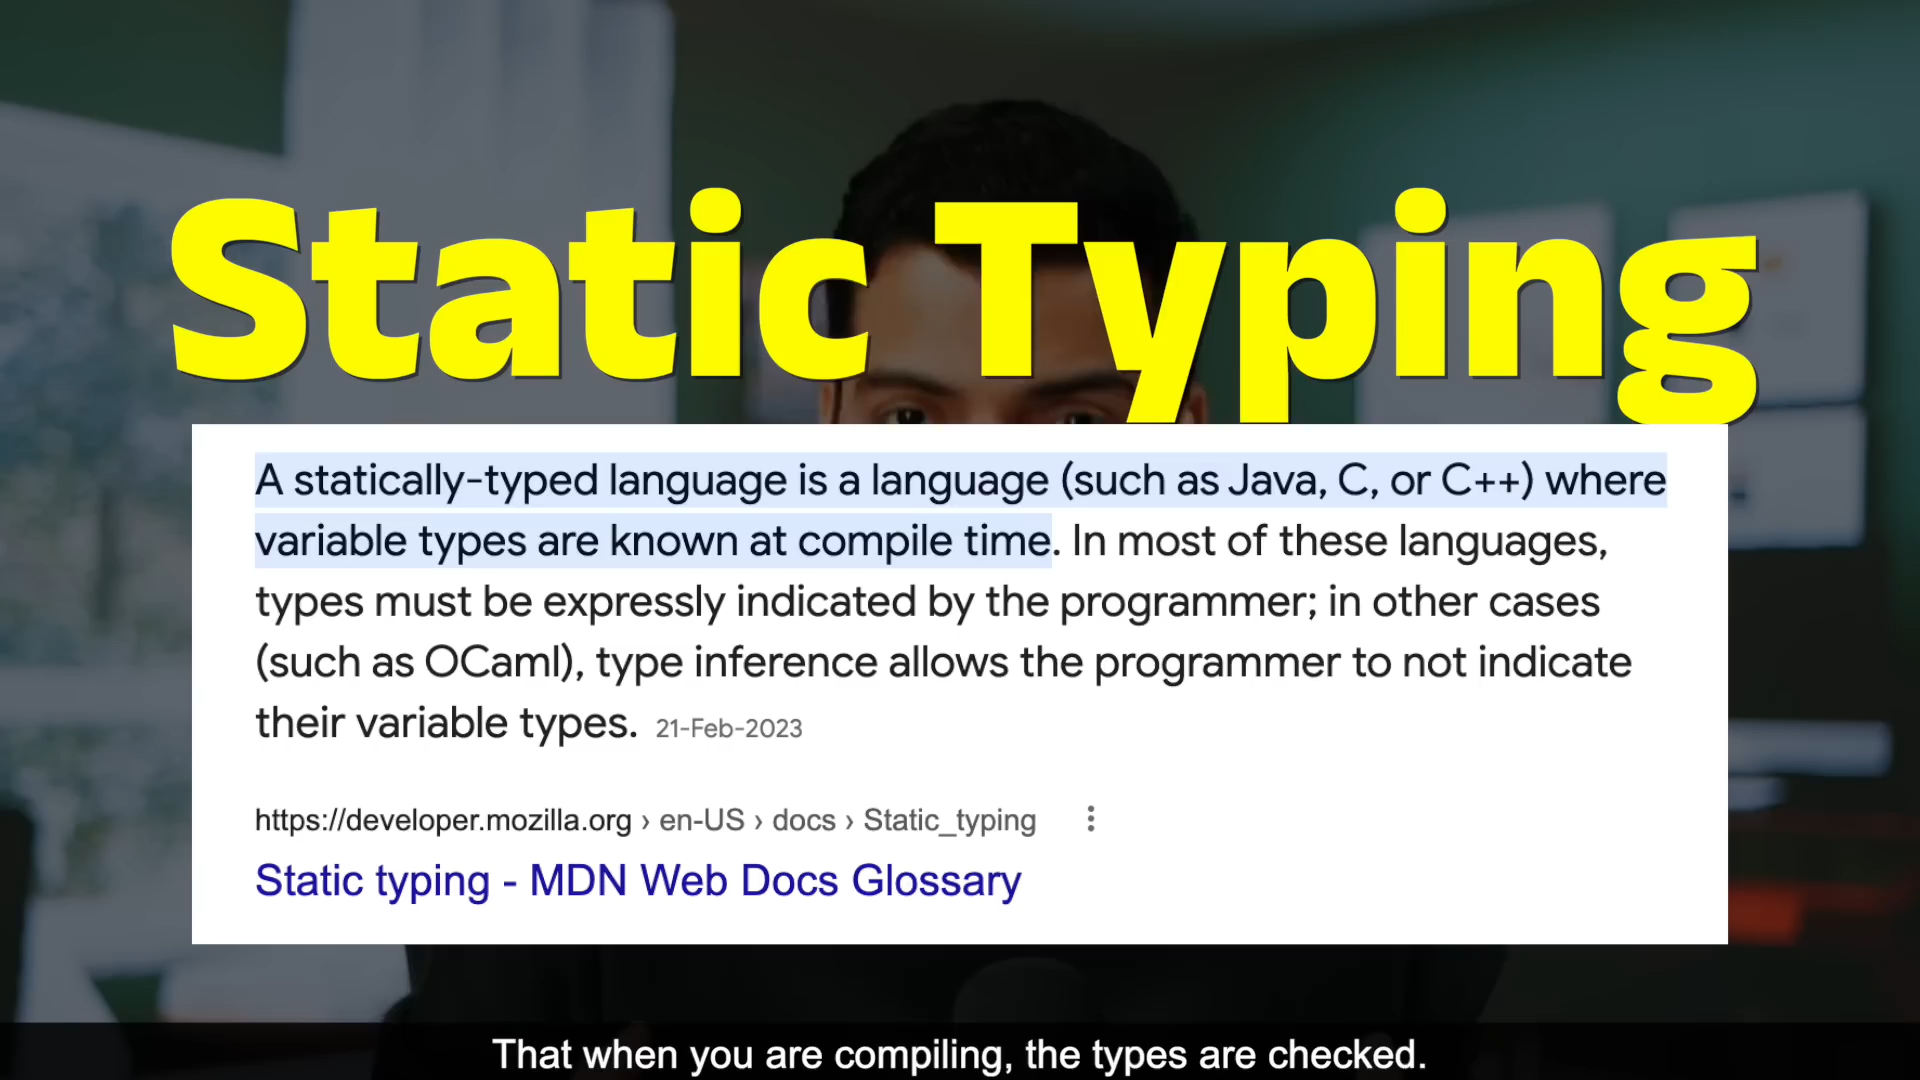 Static Typing
A statically-typed language is a language (such as Java, C, or C++) where
variable types are known at compile time. In most of these languages,
types must be expressly indicated by the programmer; in other cases
(such as OCaml), type inference allows the programmer to not indicate
their variable types. 21-Feb-2023
https://developer.mozilla.org › en-US › docs › Static_typing
Static typing - MDN Web Docs Glossary
That when you are compiling, the types are checked.